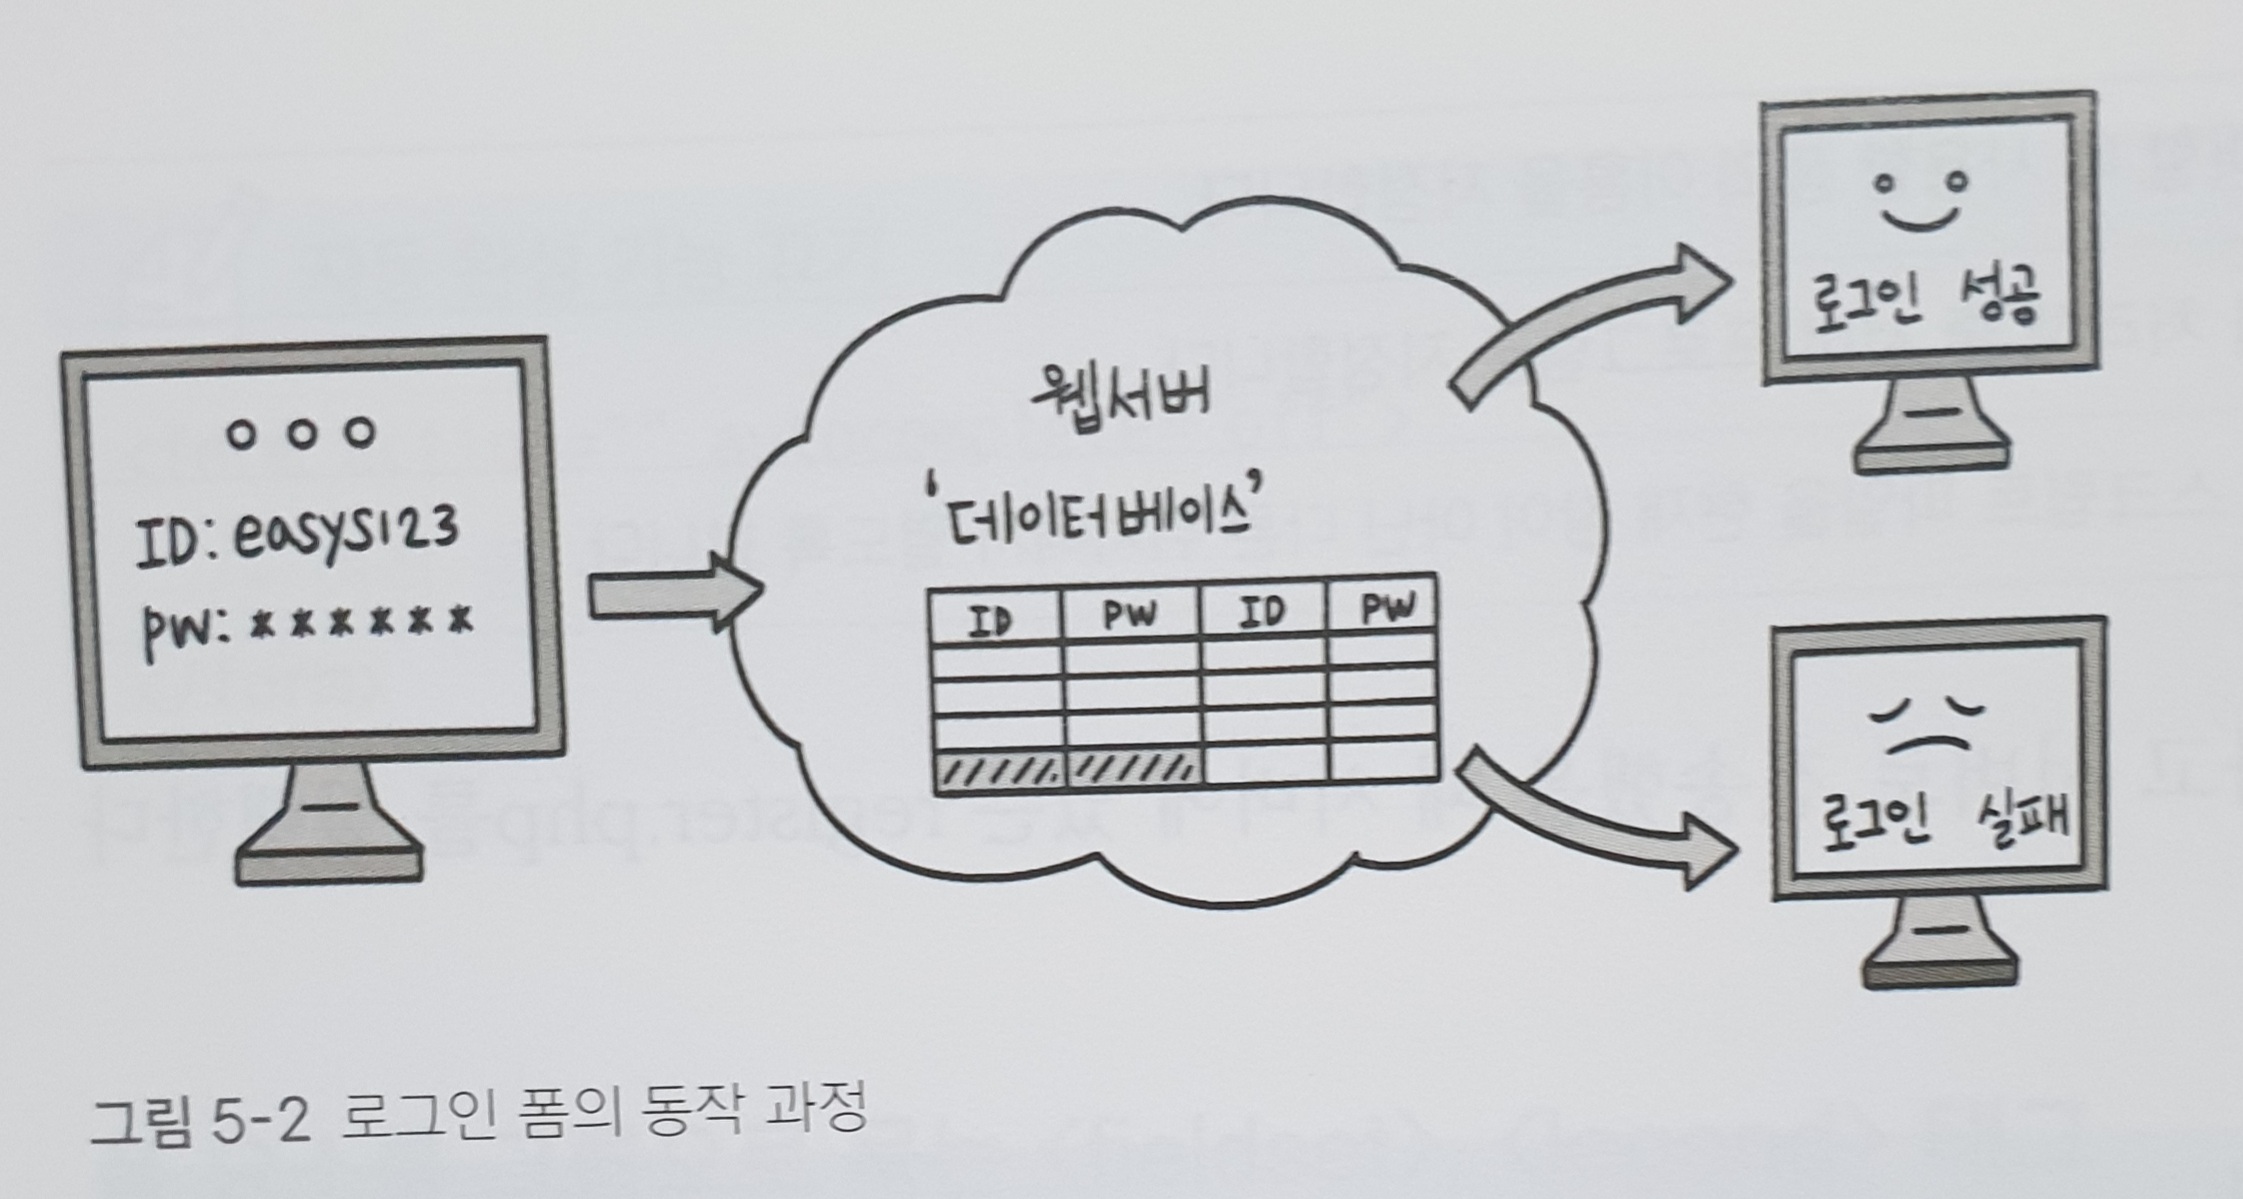 ooo
ID: easys123
PW: ******
웹서버
'데이터베이스'
ID PW ID PW
로그인 성공
로그인 실패
그림 5-2 로그인 폼의 동작 과정